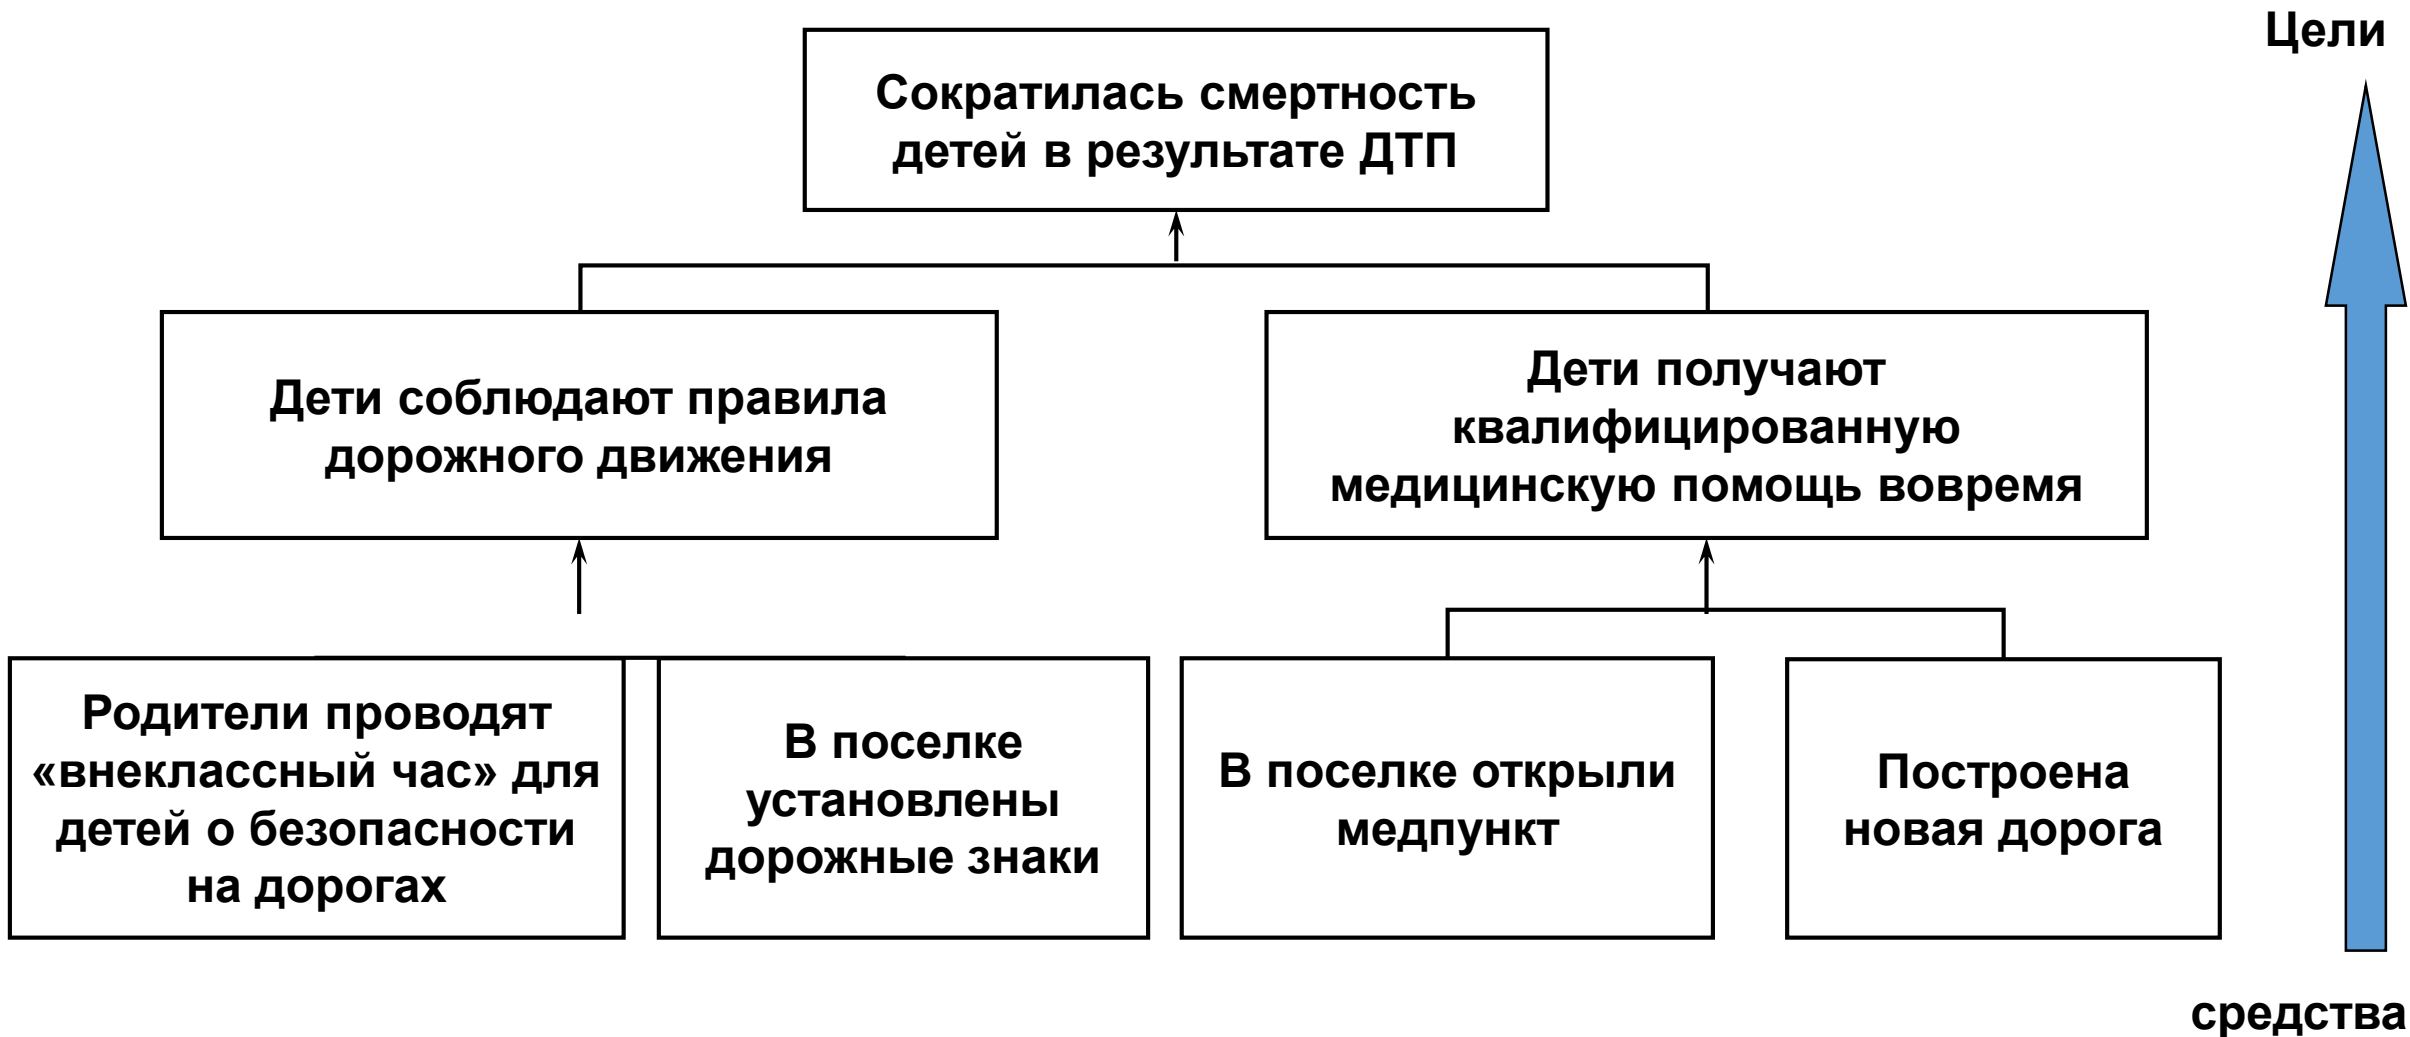 Цели
Сократилась смертность
детей в результате ДТП
Дети соблюдают правила
дорожного движения
Дети получают
квалифицированную
медицинскую помощь вовремя
Родители проводят
«внеклассный час» для
детей о безопасности
на дорогах
В поселке
установлены
дорожные знаки
В поселке открыли
медпункт
Построена
новая дорога
средства